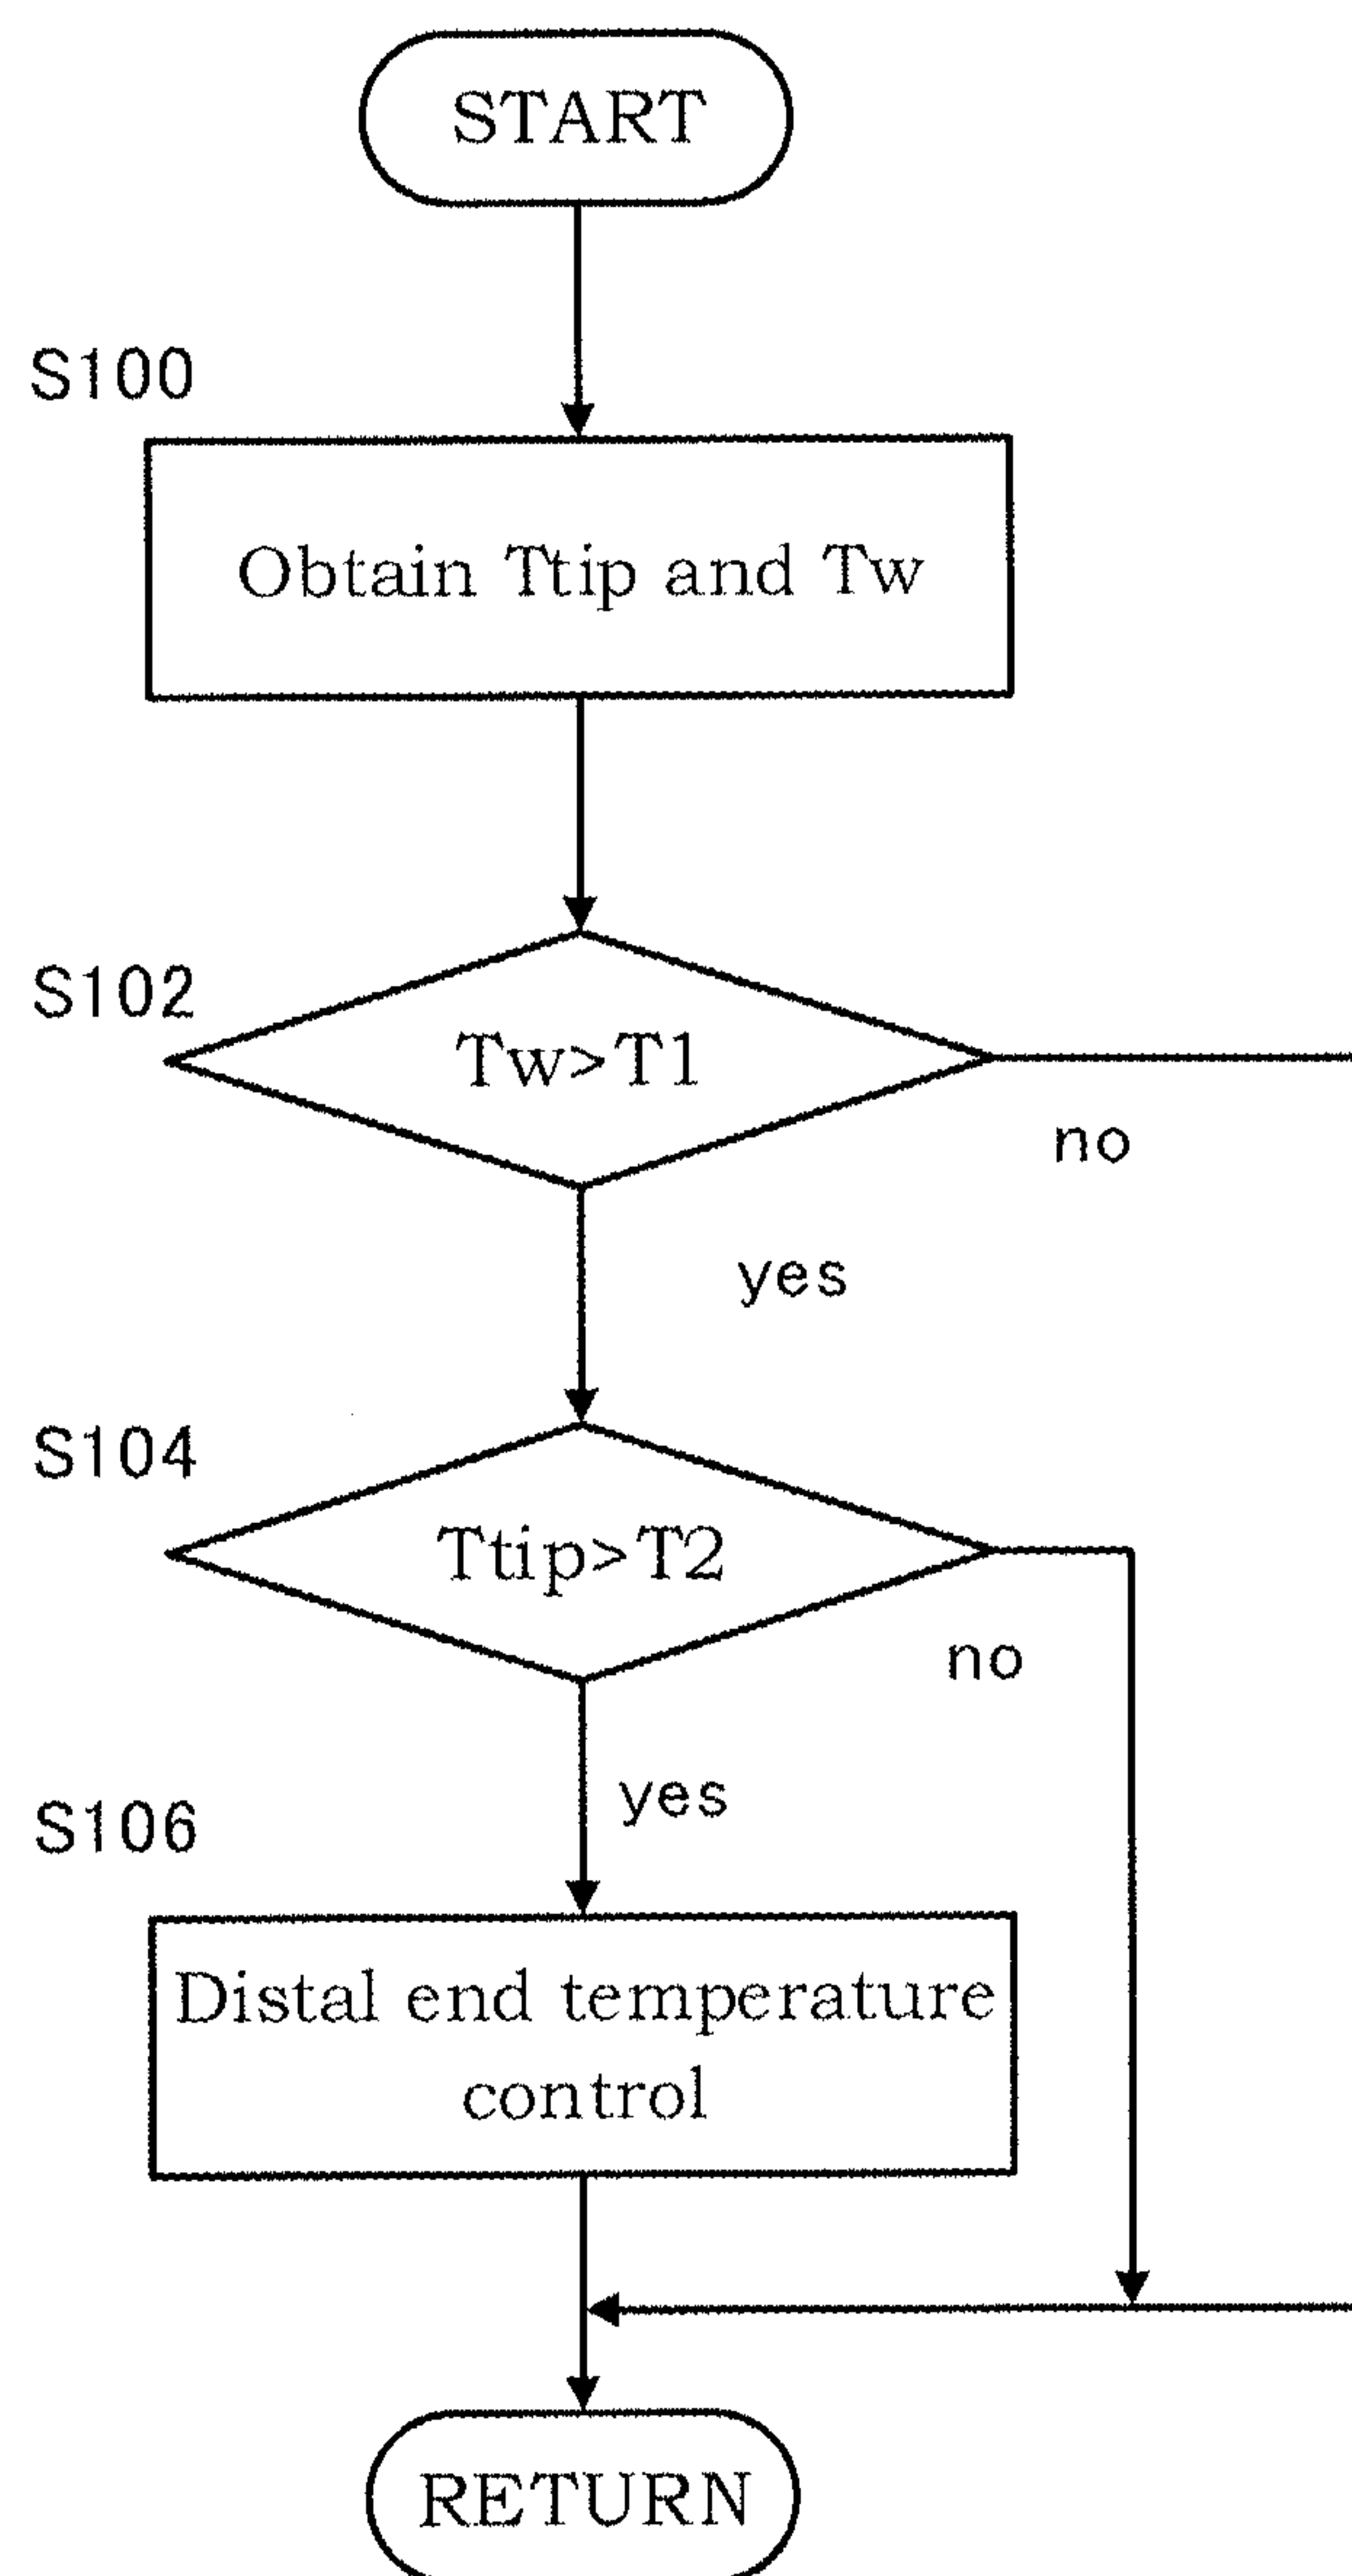 START
S100
Obtain Ttip and Tw
S102
Tw>T1
no
yes
S104
Ttip>T2
no
yes
S106
Distal end temperature
control
RETURN